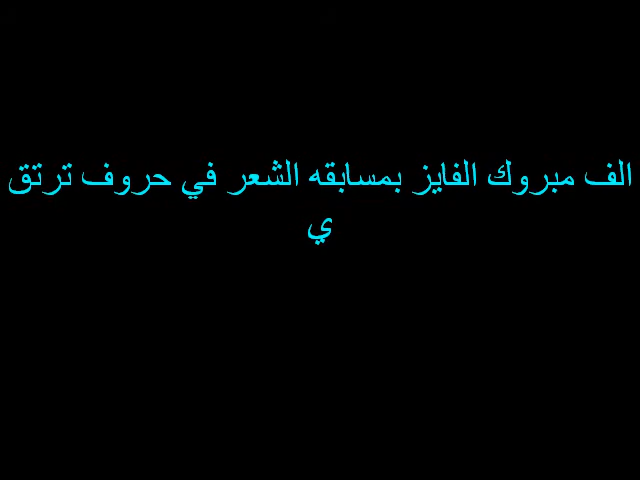 الف مبروك الفايز بمسابقه الشعر في حروف ترتق
ي